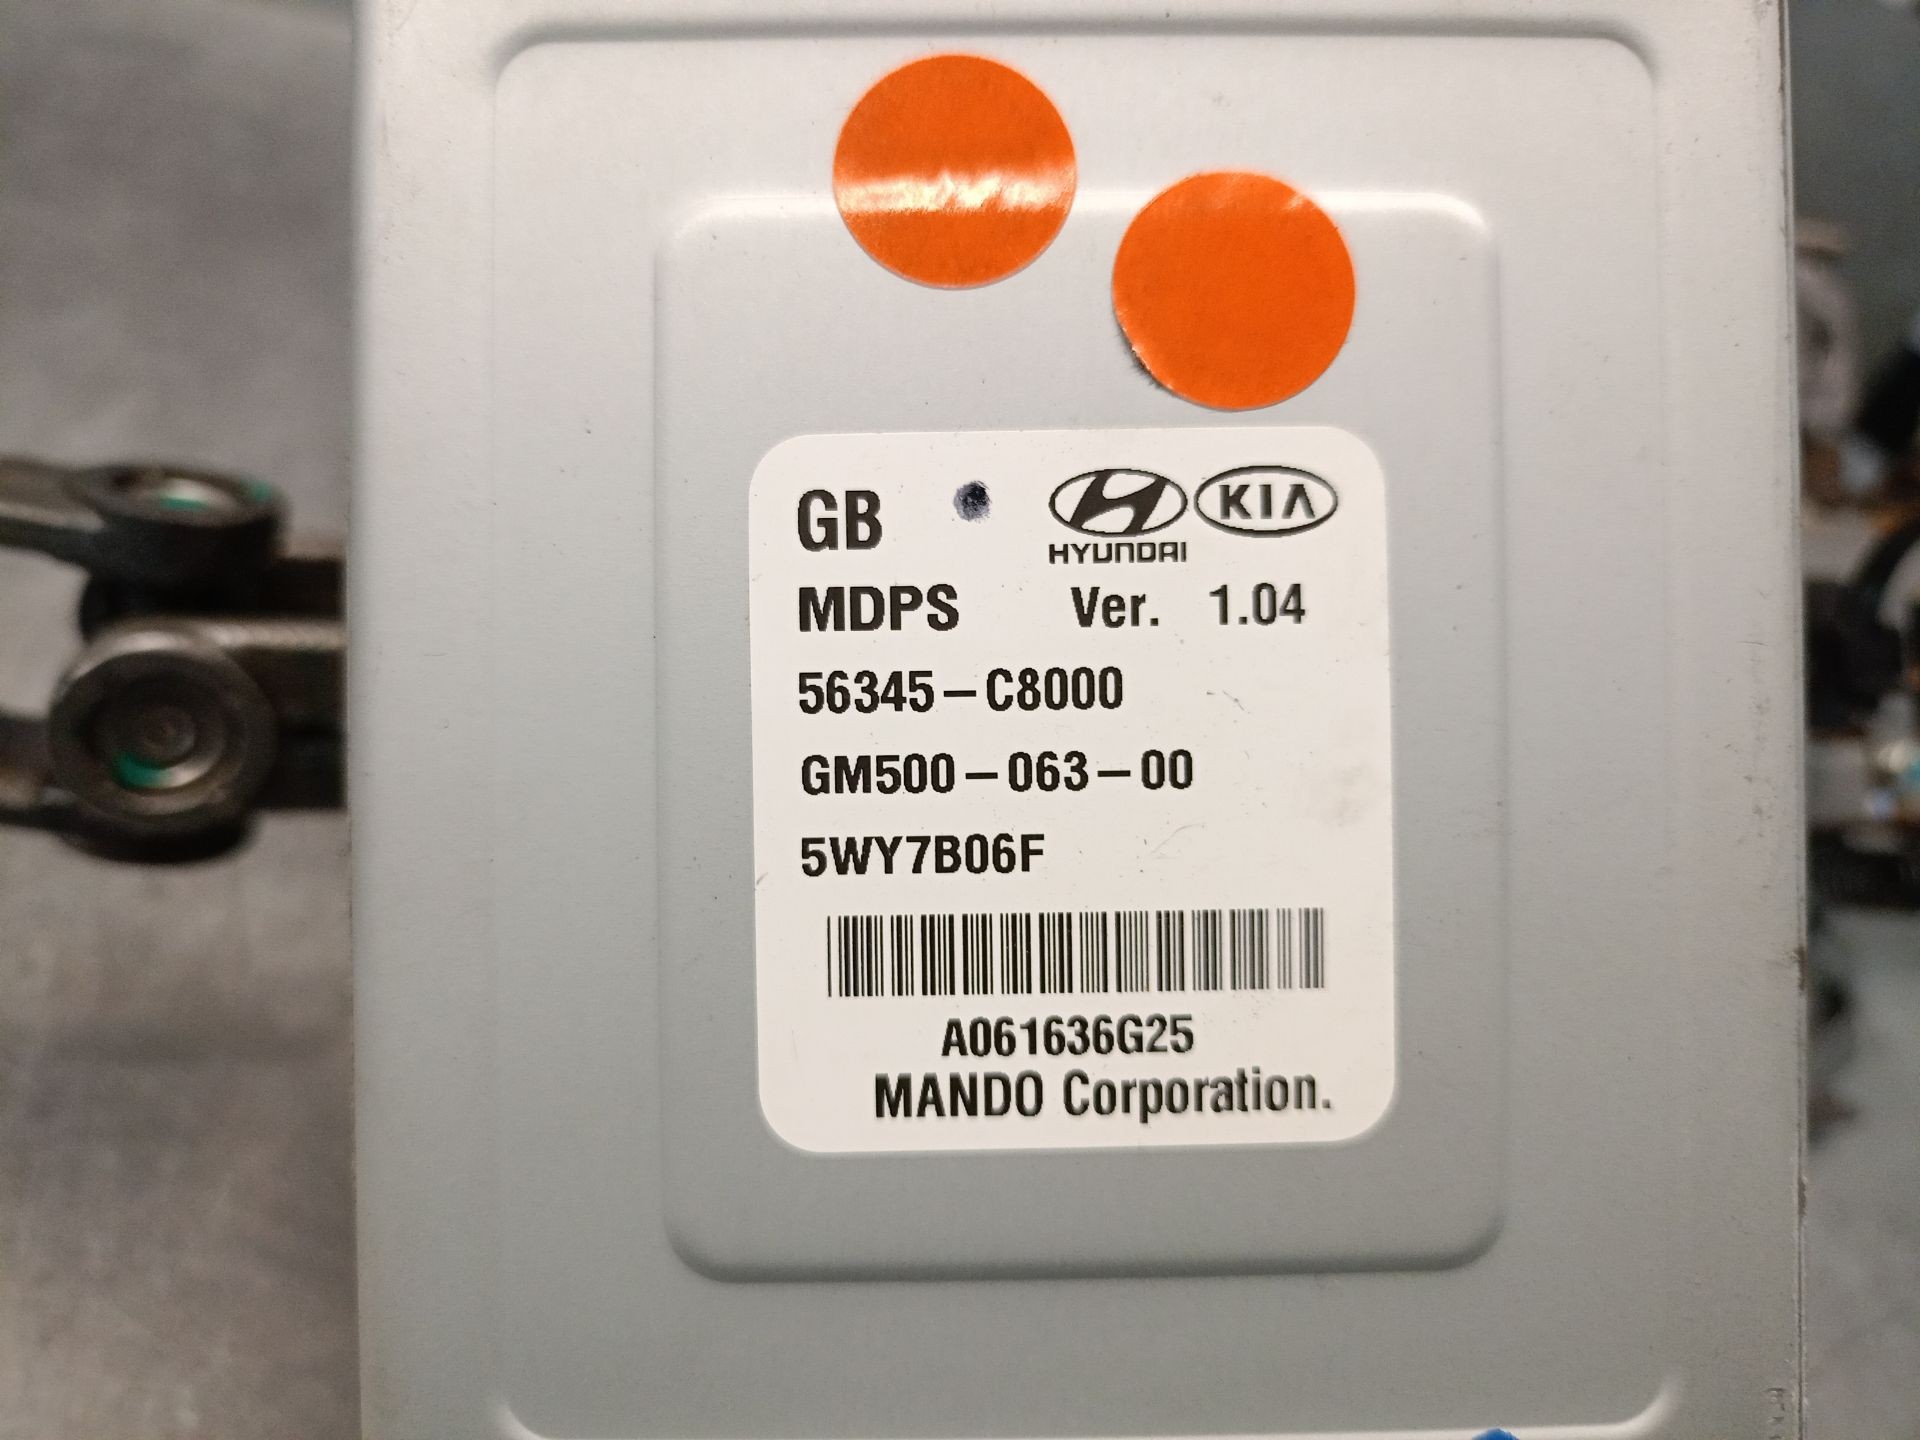 GB
HYUNDAI KIA
MDPS Ver. 1.04
56345-C8000
GM500-063-00
5WY7B06F
A061636G25
MANDO Corporation.